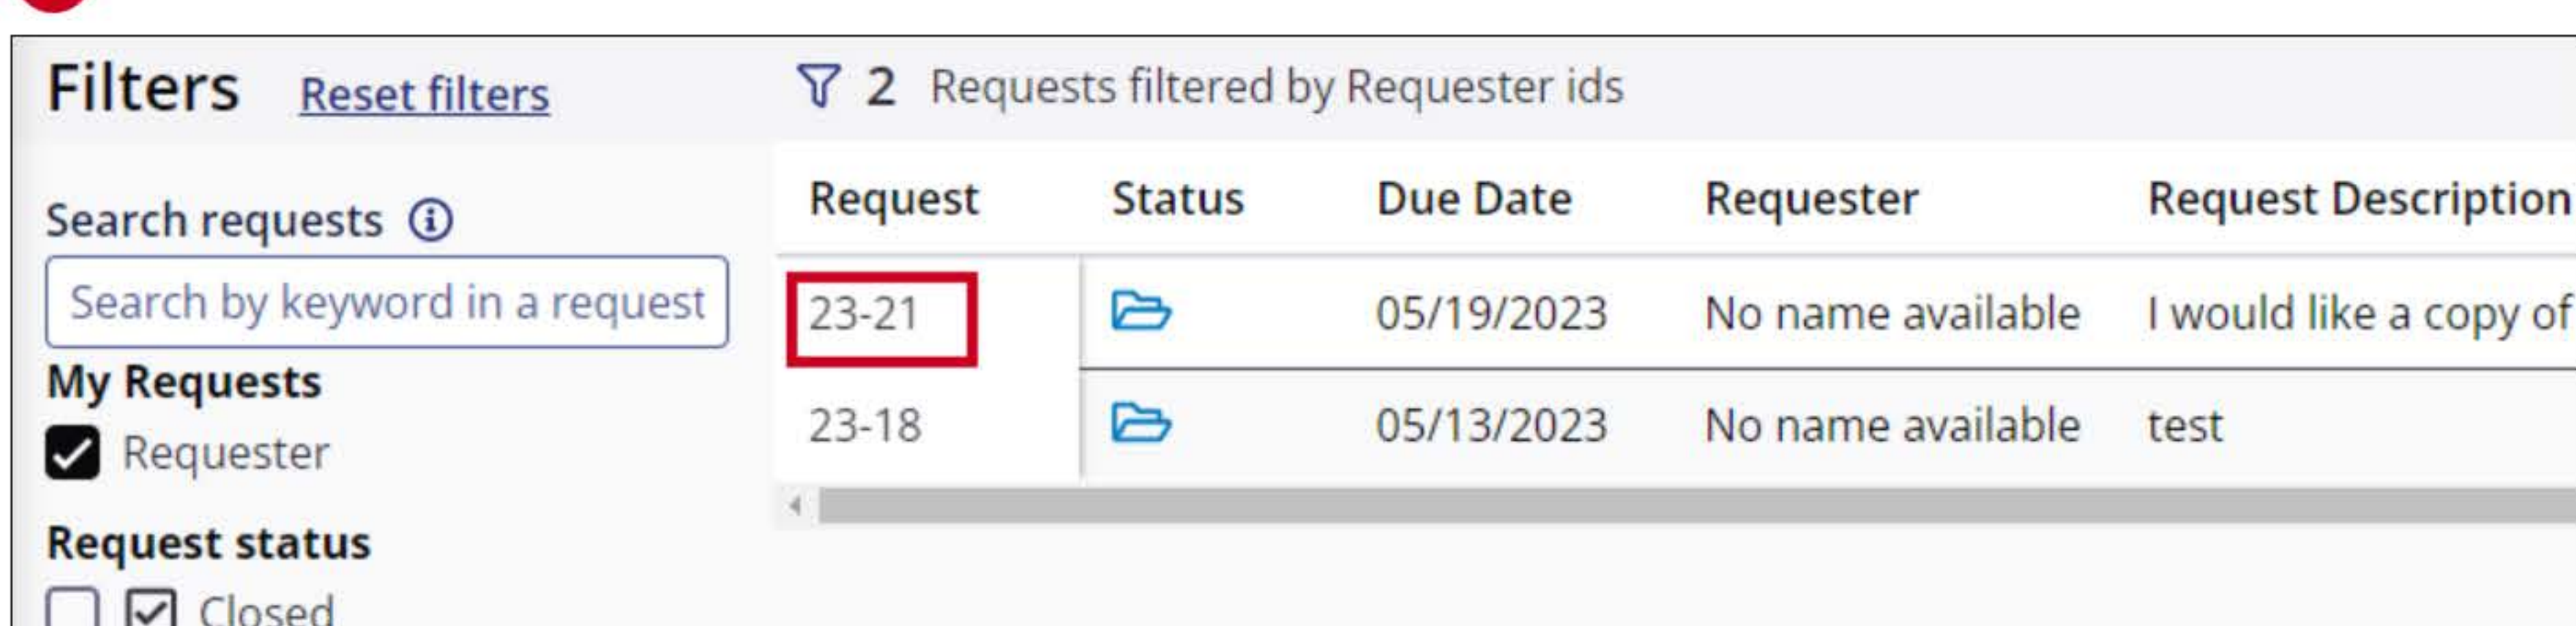 Filters Reset filters
2 Requests filtered by Requester ids
Search requests
Search by keyword in a request
My Requests
Requester
Request status
Closed
Request Status Due Date Requester Request Description
23-21 05/19/2023 No name available I would like a copy of
23-18 05/13/2023 No name available test